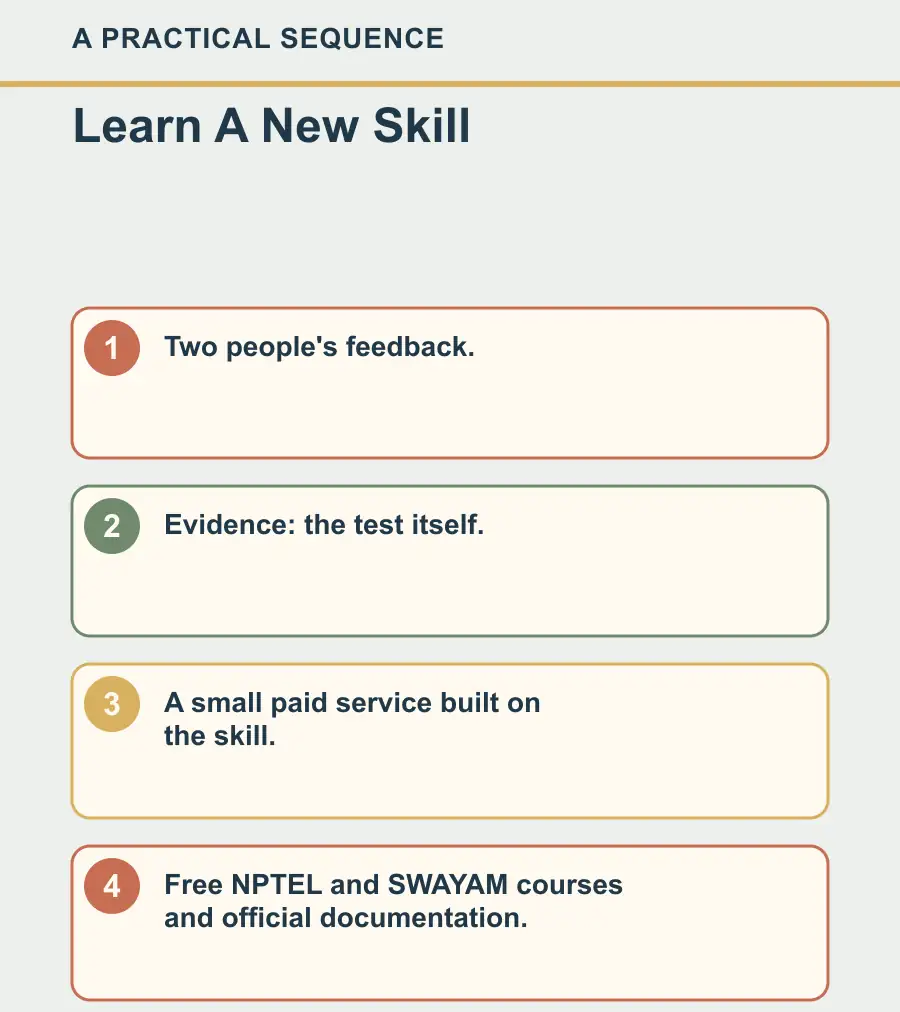 A PRACTICAL SEQUENCE
Learn A New Skill
1
Two people's feedback.
2
Evidence: the test itself.
3
A small paid service built on
the skill.
4
Free NPTEL and SWAYAM courses
and official documentation.